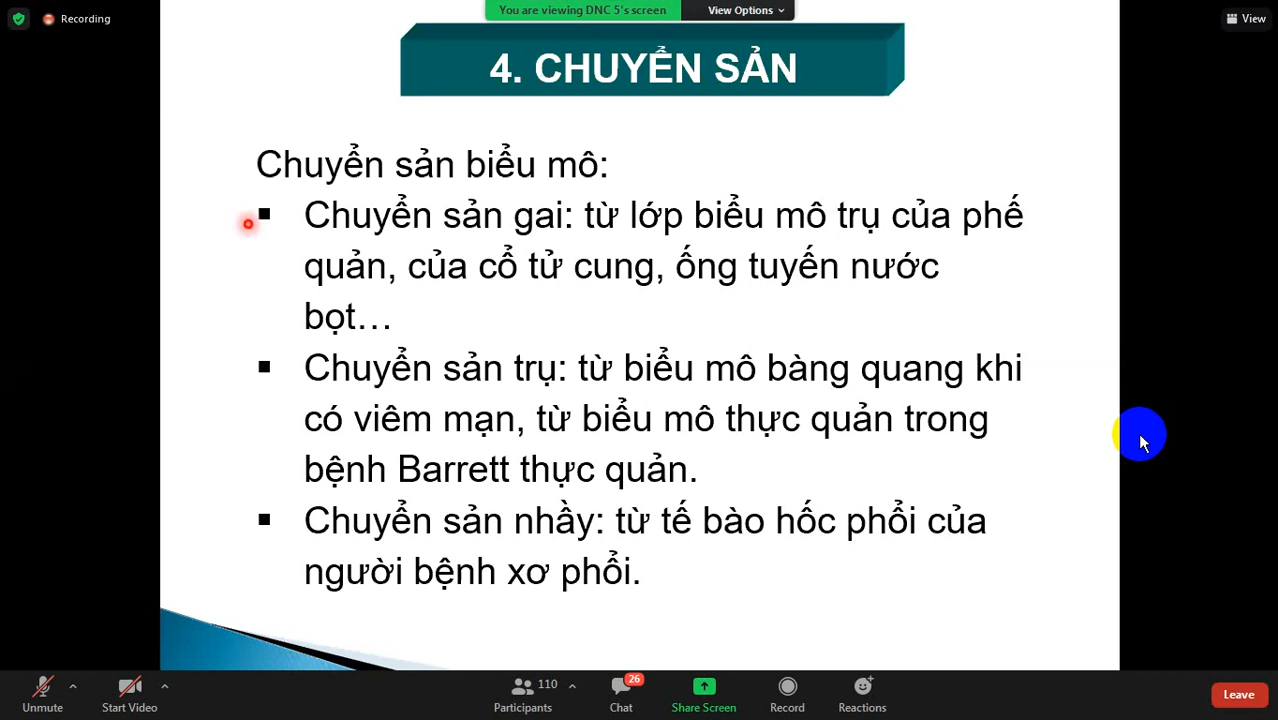 Recording
You are viewing DNC 5's screen
View Options
View
4. CHUYỂN SẢN
Chuyển sản biểu mô:
Chuyển sản gai: từ lớp biểu mô trụ của phế
quản, của cổ tử cung, ống tuyến nước
bọt…
Chuyển sản trụ: từ biểu mô bàng quang khi
có viêm mạn, từ biểu mô thực quản trong
bệnh Barrett thực quản.
Chuyển sản nhầy: từ tế bào hốc phổi của
người bệnh xơ phổi.
110
26
Unmute
Start Video
Participants
Chat
Share Screen
Record
Reactions
Leave